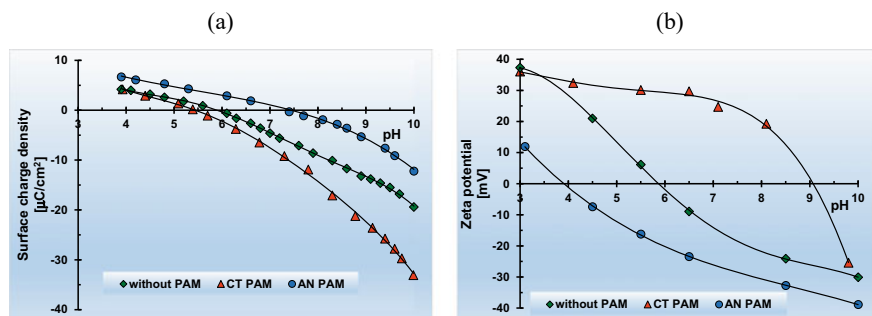 (a)
(b)
Surface charge density
[µC/cm²]
10
0
-10
-20
-30
-40
3 4 5 6 7 8 9 10
pH
without PAM CT PAM AN PAM
Zeta potential
[mV]
40
30
20
10
0
-10
-20
-30
-40
3 4 5 6 7 8 9 10
pH
without PAM CT PAM AN PAM